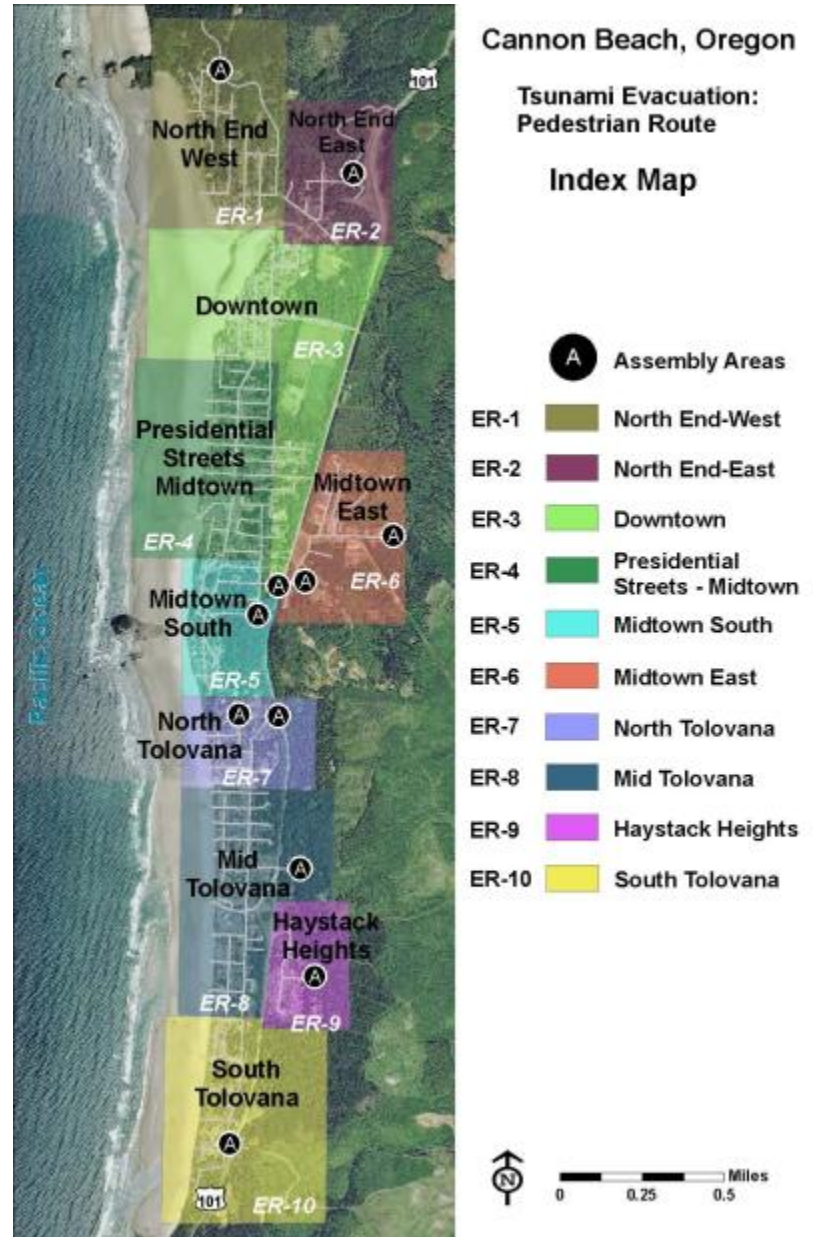 Cannon Beach, Oregon
Tsunami Evacuation:
Pedestrian Route
Index Map
101
A
North End
West
ER-1
North End
East
A
ER-2
Downtown
ER-3
Presidential
Streets
Midtown
ER-4
Midtown
East
A
ER-6
A
A
A
Midtown
South
ER-5
Pacific Ocean
A
A
North
Tolovana
ER-7
Mid
Tolovana
A
ER-8
Haystack
Heights
A
ER-9
South
Tolovana
A
101
ER-10
A Assembly Areas
ER-1 North End-West
ER-2 North End-East
ER-3 Downtown
ER-4 Presidential
Streets - Midtown
ER-5 Midtown South
ER-6 Midtown East
ER-7 North Tolovana
ER-8 Mid Tolovana
ER-9 Haystack Heights
ER-10 South Tolovana
N
Miles
0 0.25 0.5